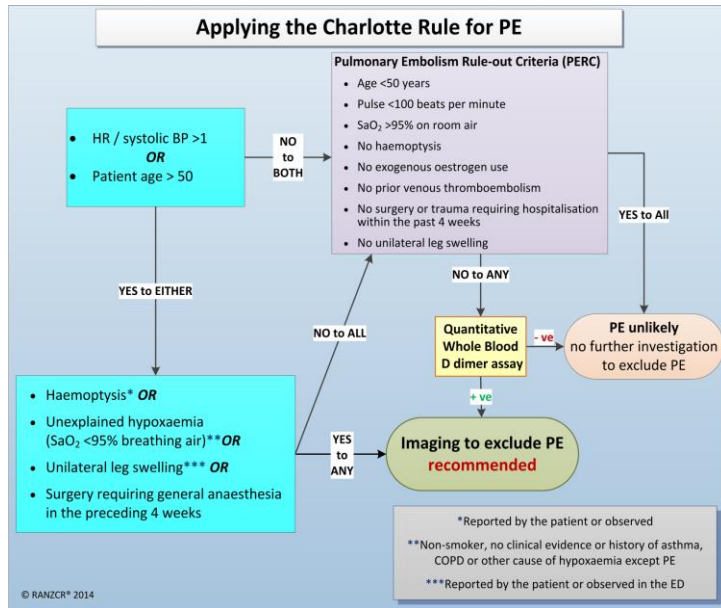 Applying the Charlotte Rule for PE
Pulmonary Embolism Rule-out Criteria (PERC)
• Age <50 years
• Pulse <100 beats per minute
• SaO₂ >95% on room air
• No haemoptysis
• No exogenous oestrogen use
• No prior venous thromboembolism
• No surgery or trauma requiring hospitalisation
within the past 4 weeks
• No unilateral leg swelling
• HR / systolic BP >1
OR
• Patient age > 50
NO
to
BOTH
YES to All
YES to EITHER
NO to ALL
NO to ANY
Quantitative
Whole Blood
D dimer assay
- ve
PE unlikely
no further investigation
to exclude PE
+ ve
• Haemoptysis* OR
• Unexplained hypoxaemia
(SaO₂ <95% breathing air)**OR
• Unilateral leg swelling*** OR
• Surgery requiring general anaesthesia
in the preceding 4 weeks
YES
to
ANY
Imaging to exclude PE
recommended
*Reported by the patient or observed
**Non-smoker, no clinical evidence or history of asthma,
COPD or other cause of hypoxaemia except PE
***Reported by the patient or observed in the ED
© RANZCR® 2014